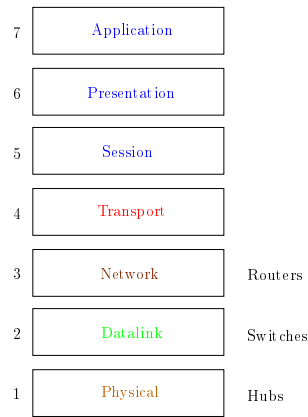 7 Application
6 Presentation
5 Session
4 Transport
3 Network Routers
2 Datalink Switches
1 Physical Hubs